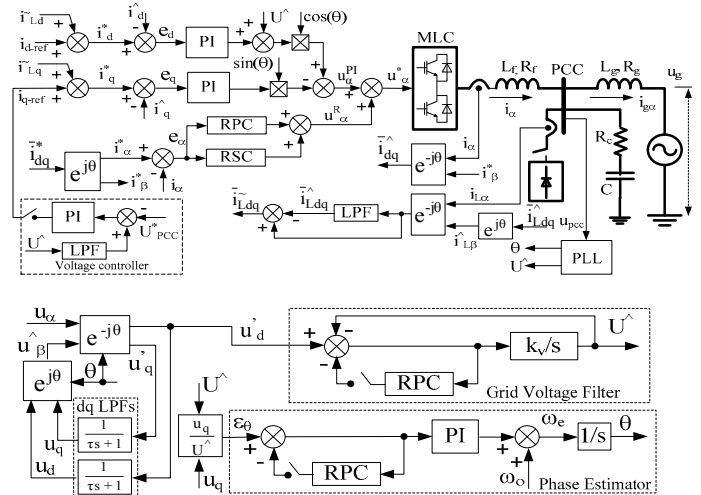 i~Ld
i^d
U^
cos(θ)
id-ref
i*d
ed
PI
i~Lq
sin(θ)
iq-ref
i*q
eq
PI
i^q
uPIα
u*α
uRα
eα
RPC
RSC
i̅*dq
ejθ
i*α
i*β
iα
PI
U*PCC
U^
LPF
Voltage controller
MLC
Lf,Rf
PCC
Lg,Rg
ug
iα
igα
Rc
C
i̅^dq
e-jθ
iα
i*β
i̅~Ldq
i̅^Ldq
LPF
e-jθ
iLα
i^Lβ
ejθ
i̅^Ldq
upcc
θ
U^
PLL
uα
u^β
e-jθ
u'd
u'q
ejθ
θ
dq LPFs
uq
1
τs + 1
ud
1
τs + 1
RPC
kv/s
U^
Grid Voltage Filter
U^
uq
U^
uq
εθ
RPC
PI
ωe
ωo
1/s
θ
Phase Estimator